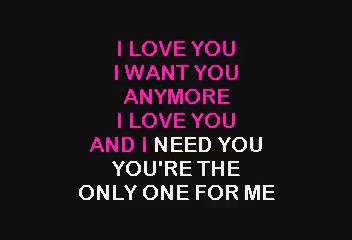 I LOVE YOU
I WANT YOU
ANYMORE
I LOVE YOU
AND I NEED YOU
YOU'RE THE
ONLY ONE FOR ME